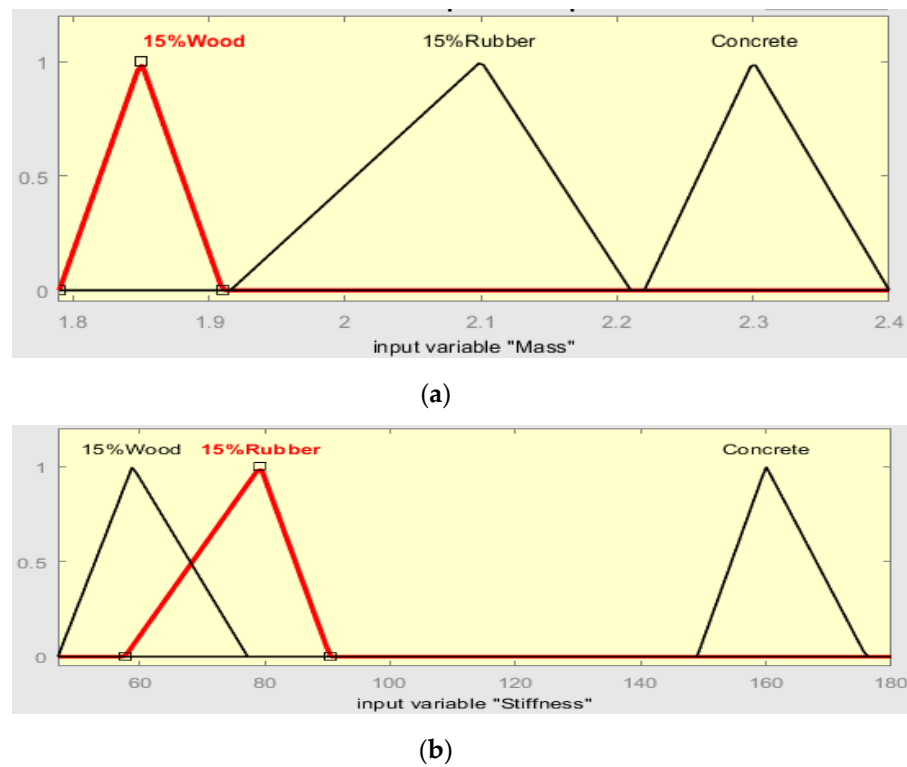 15%Wood 15%Rubber Concrete
1
0.5
0
1.8 1.9 2 2.1 2.2 2.3 2.4
input variable "Mass"
(a)
15%Wood 15%Rubber Concrete
1
0.5
0
60 80 100 120 140 160 180
input variable "Stiffness"
(b)